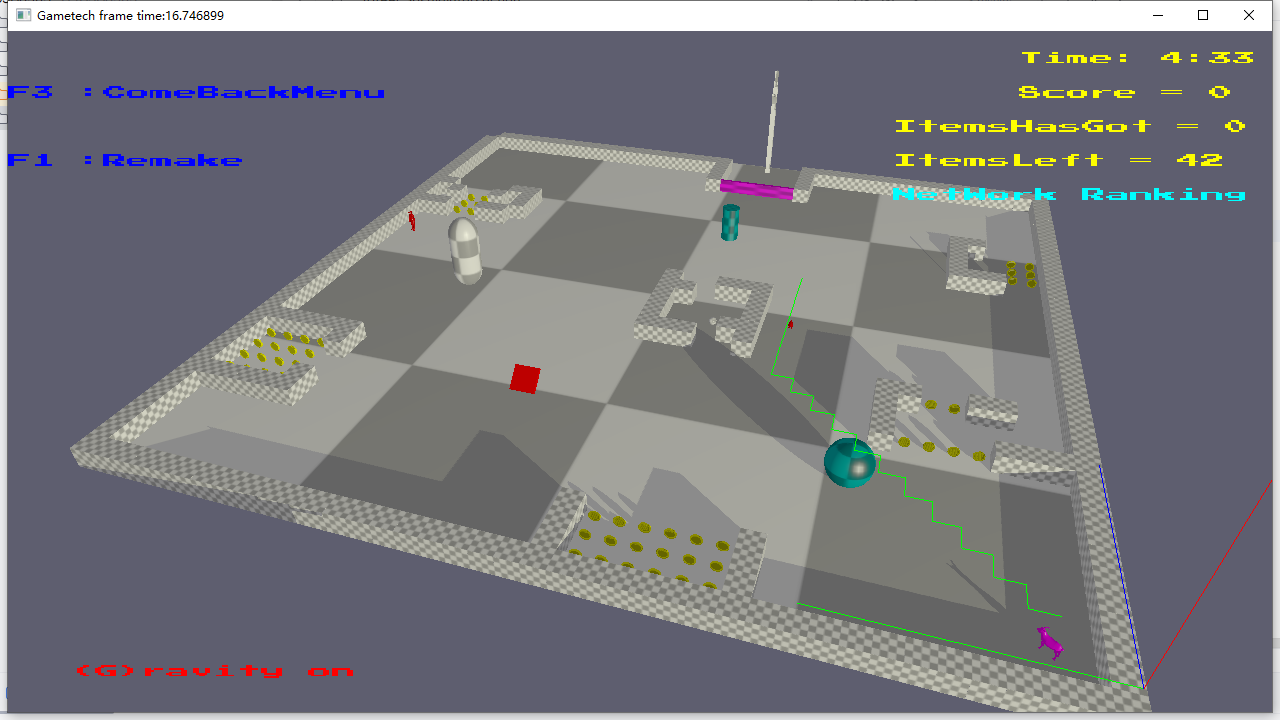 Gametech frame time:16.746899
Time: 4:33
F3 :ComeBackMenu
Score = 0
ItemsHasGot = 0
F1 :Remake
ItemsLeft = 42
NetWork Ranking
(G)ravity on